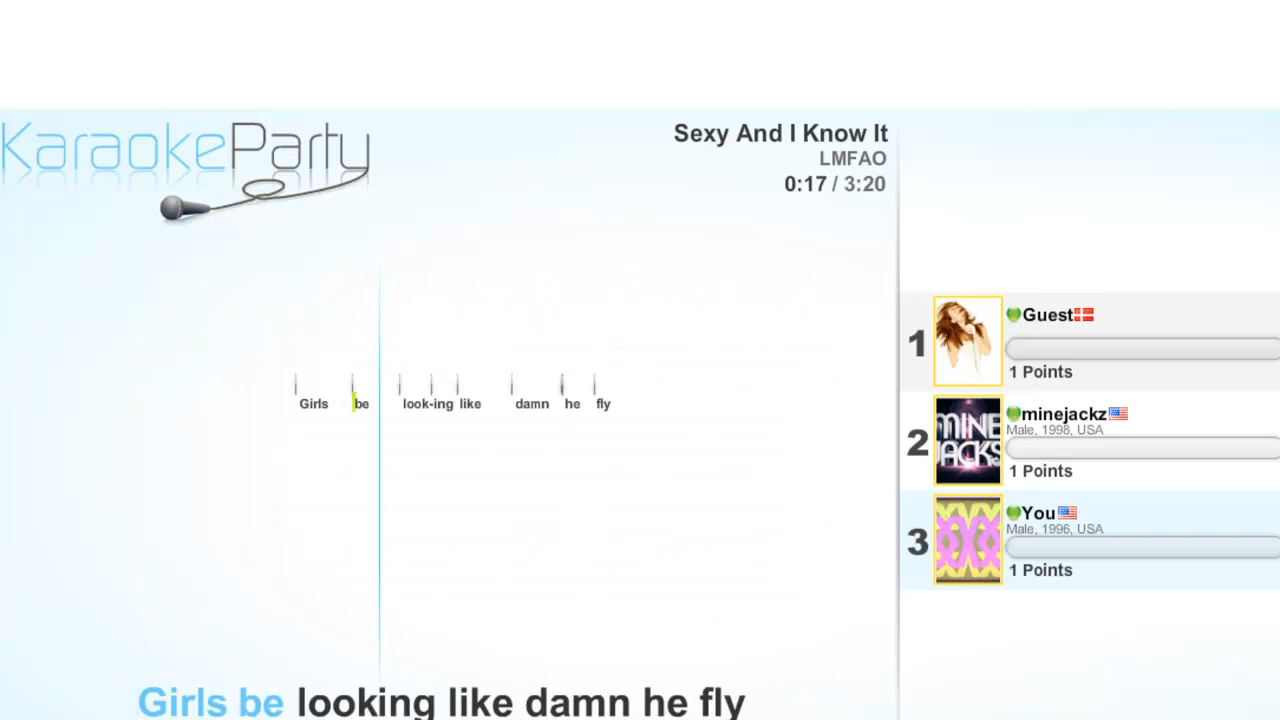 KaraokeParty
Sexy And I Know It
LMFAO
0:17 / 3:20
Girls be look-ing like damn he fly
1
Guest
1 Points
MINE
JACKS
2
minejackz
Male, 1998, USA
1 Points
3
You
Male, 1996, USA
1 Points
Girls be looking like damn he fly